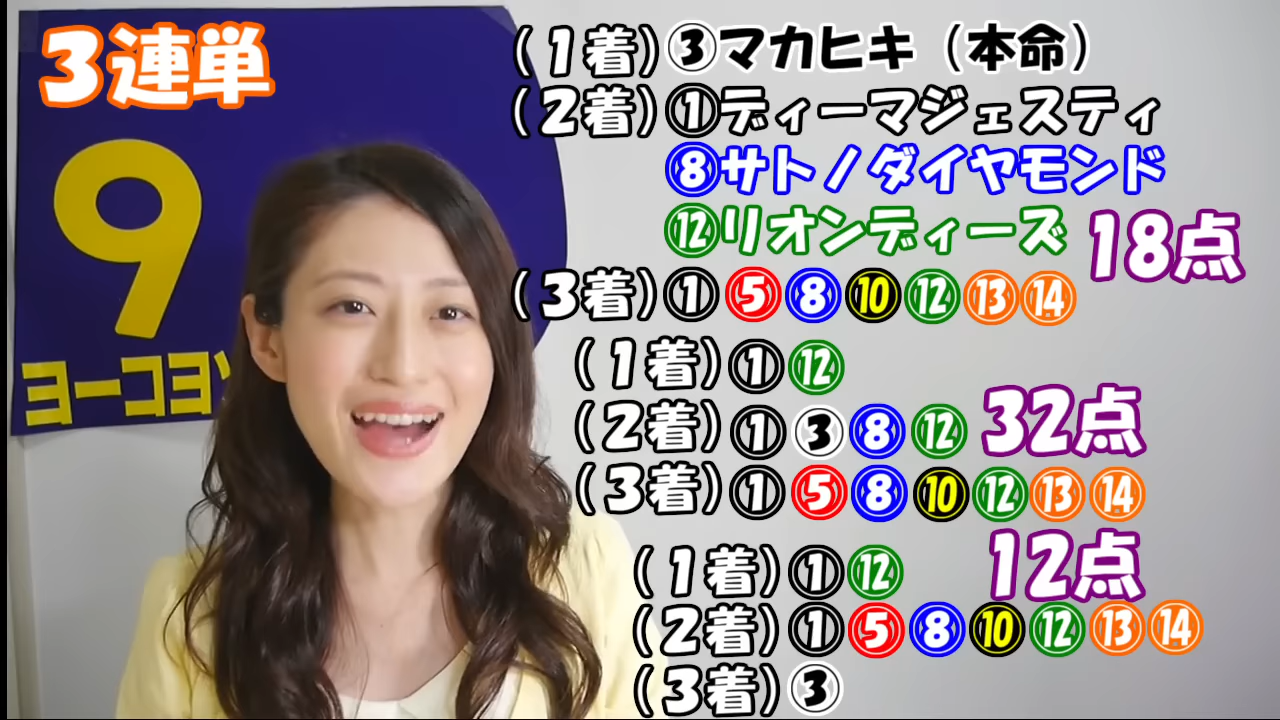 3連単
(1着)③マカヒキ (本命)
(2着)①ディーマジェスティ
⑧サトノダイヤモンド
⑫リオンディーズ
18点
(3着)①⑤⑧⑩⑫⑬⑭
9
ヨーコヨソ
(1着)①⑫
(2着)①③⑧⑫
32点
(3着)①⑤⑧⑩⑫⑬⑭
(1着)①⑫
12点
(2着)①⑤⑧⑩⑫⑬⑭
(3着)③